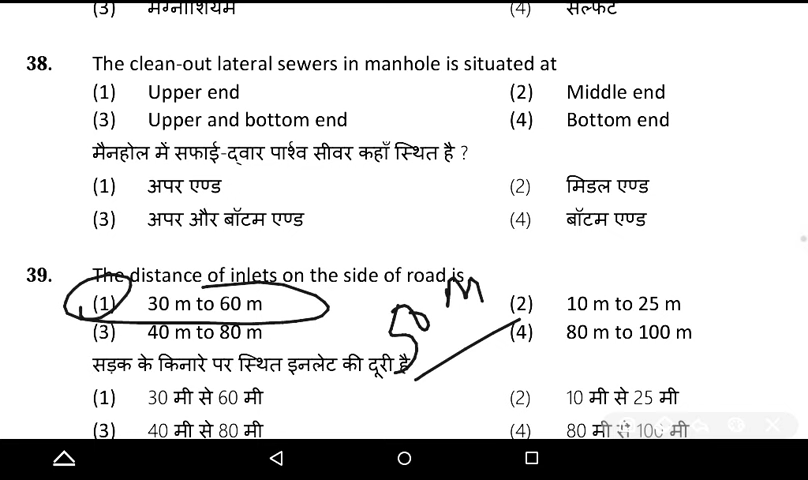 (3) मैग्नीशियम (4) सल्फेट
38. The clean-out lateral sewers in manhole is situated at
(1) Upper end (2) Middle end
(3) Upper and bottom end (4) Bottom end
मैनहोल में सफाई-द्वार पार्श्व सीवर कहाँ स्थित है ?
(1) अपर एण्ड (2) मिडल एण्ड
(3) अपर और बॉटम एण्ड (4) बॉटम एण्ड
39. The distance of inlets on the side of road is
(1) 30 m to 60 m (2) 10 m to 25 m
50 m
(3) 40 m to 80 m (4) 80 m to 100 m
सड़क के किनारे पर स्थित इनलेट की दूरी है
(1) 30 मी से 60 मी (2) 10 मी से 25 मी
(3) 40 मी से 80 मी (4) 80 मी से 100 मी